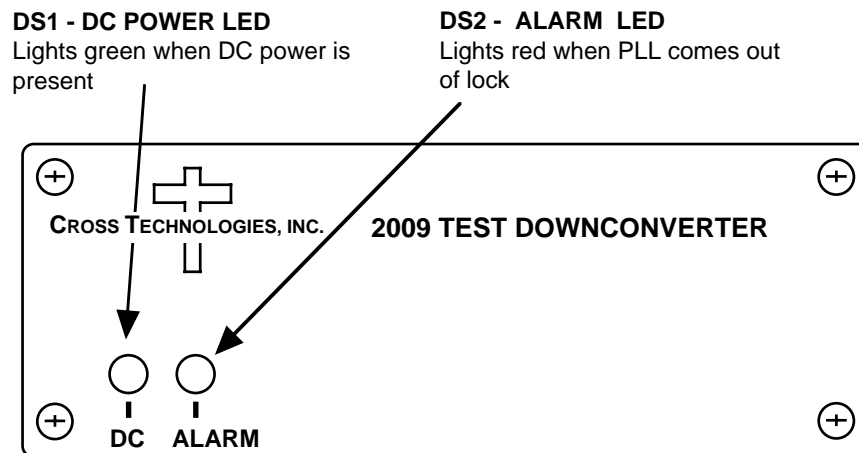 DS1 - DC POWER LED
Lights green when DC power is
present
DS2 - ALARM LED
Lights red when PLL comes out
of lock
CROSS TECHNOLOGIES, INC.
2009 TEST DOWNCONVERTER
DC
ALARM